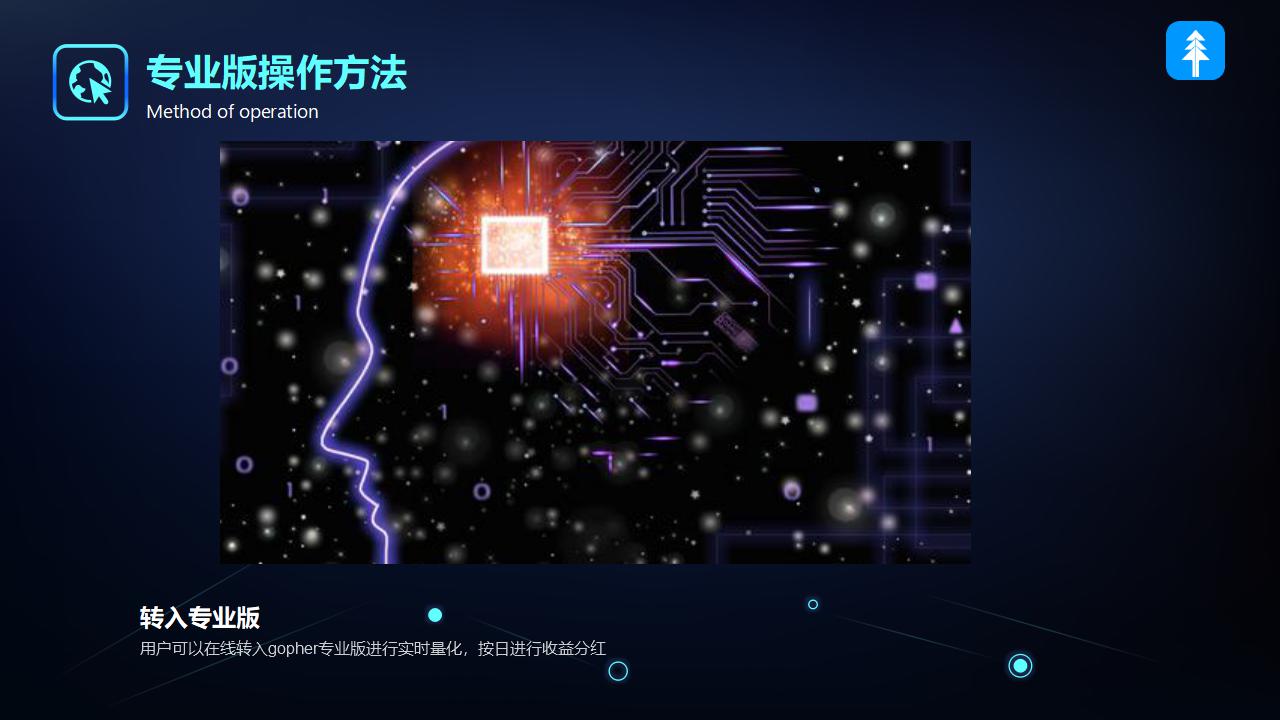 专业版操作方法
Method of operation
转入专业版
用户可以在线转入gopher专业版进行实时量化，按日进行收益分红